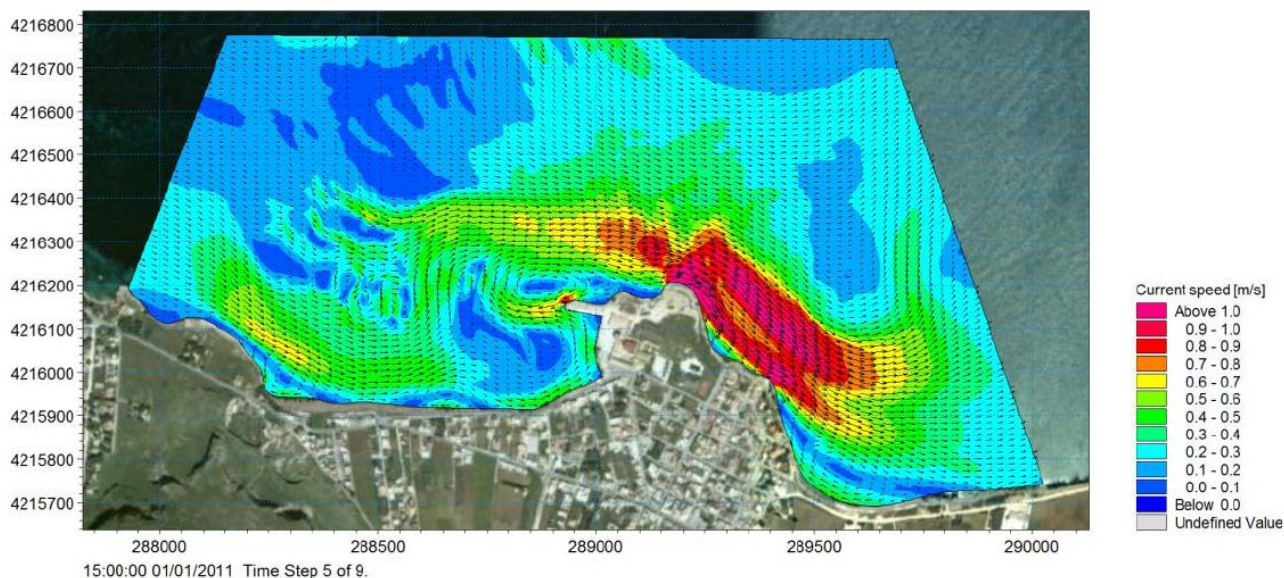 4216800
4216700
4216600
4216500
4216400
4216300
4216200
4216100
4216000
4215900
4215800
4215700
288000 288500 289000 289500 290000
15:00:00 01/01/2011 Time Step 5 of 9.
Current speed [m/s]
Above 1.0
0.9 - 1.0
0.8 - 0.9
0.7 - 0.8
0.6 - 0.7
0.5 - 0.6
0.4 - 0.5
0.3 - 0.4
0.2 - 0.3
0.1 - 0.2
0.0 - 0.1
Below 0.0
Undefined Value